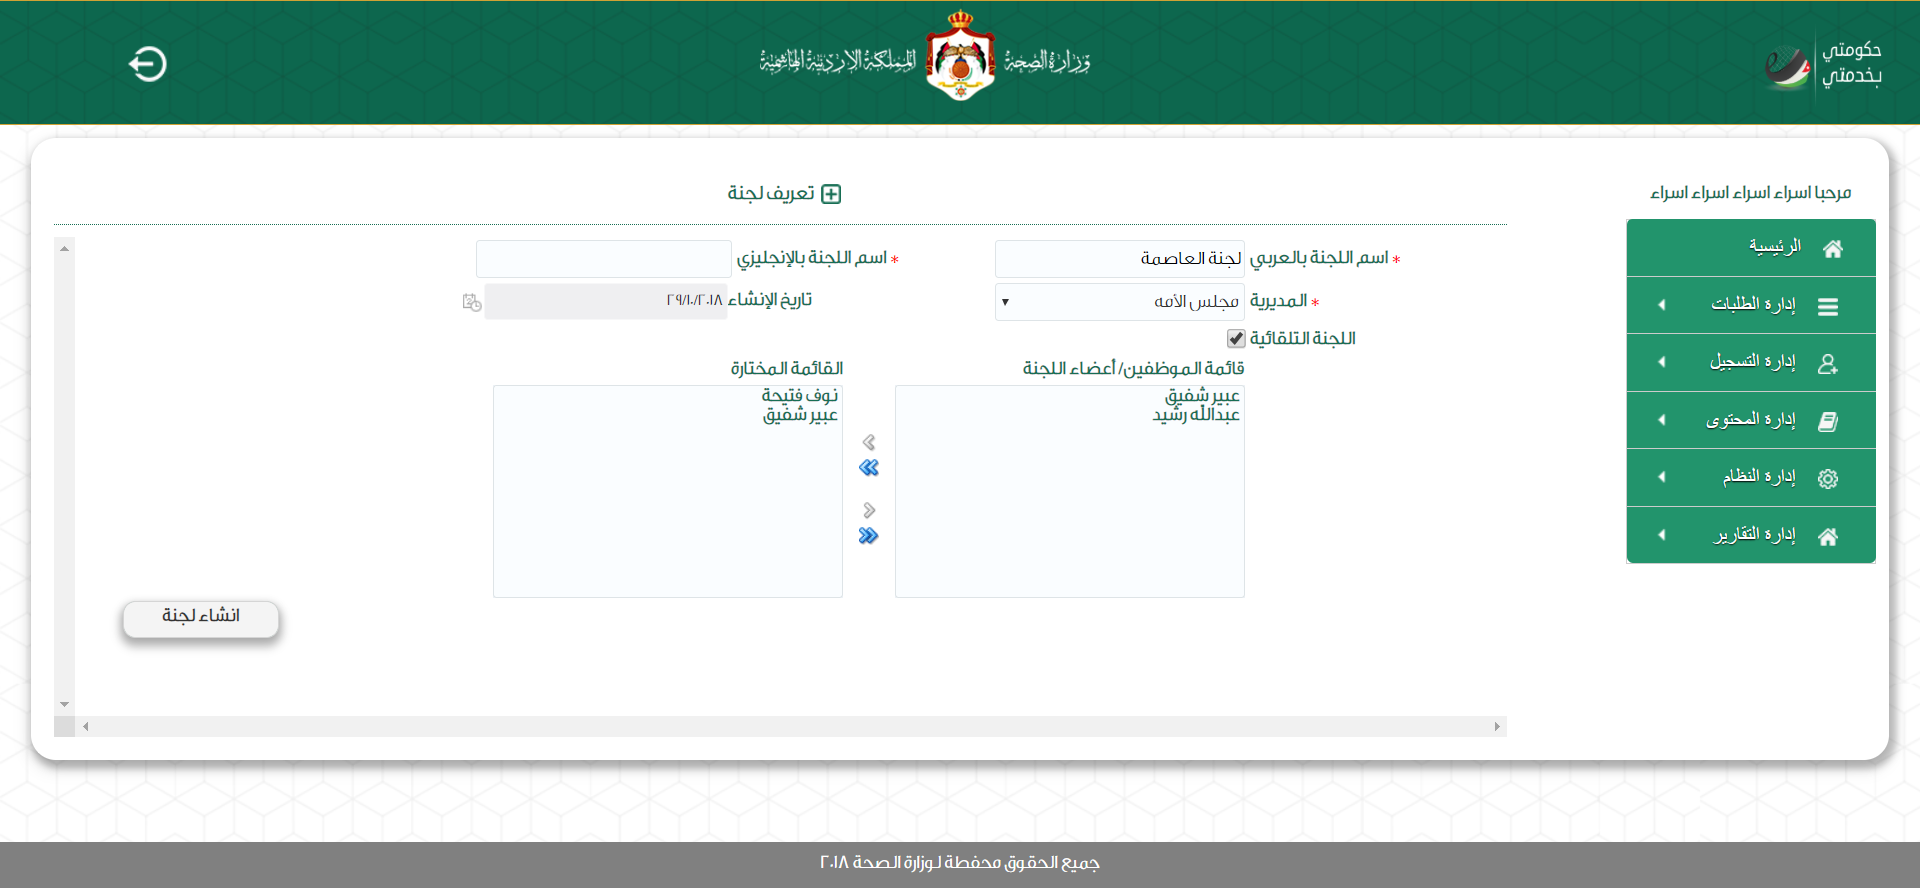 حكومتي
بخدمتي
وزارة الصحة
المملكة الاردنية الهاشمية
مرحبا اسراء اسراء اسراء اسراء
الرئيسية
إدارة الطلبات
إدارة التسجيل
إدارة المحتوى
إدارة النظام
إدارة التقارير
تعريف لجنة
* اسم اللجنة بالعربي لجنة العاصمة * اسم اللجنة بالإنجليزي
* المديرية مجلس الأمه تاريخ الإنشاء ٢٩/١٠/٢٠١٨
اللجنة التلقائية
قائمة الموظفين/أعضاء اللجنة
عبير شفيق
عبدالله رشيد
القائمة المختارة
نوف فتيحة
عبير شفيق
انشاء لجنة
جميع الحقوق محفطة لوزارة الصحة ٢٠١٨